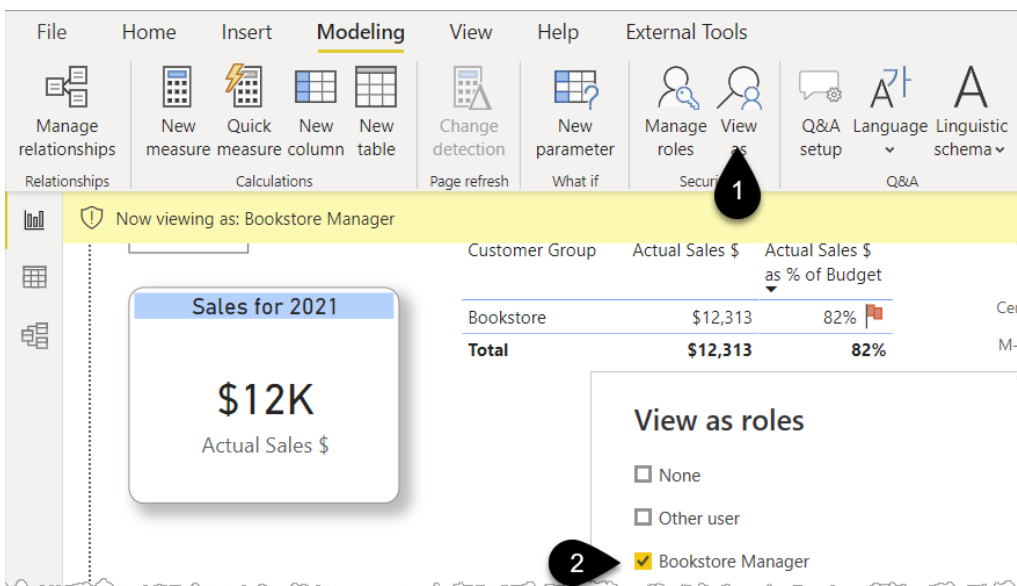 File Home Insert Modeling View Help External Tools
Manage relationships
New measure
Quick measure
New column
New table
Change detection
New parameter
Manage roles
View as
Q&A setup
Language
Linguistic schema
Relationships Calculations Page refresh What if Q&A
1
Now viewing as: Bookstore Manager
Customer Group
Actual Sales $
Actual Sales $
as % of Budget
Sales for 2021
Bookstore $12,313 82%
Total $12,313 82%
M-
$12K
Actual Sales $
View as roles
None
Other user
2 Bookstore Manager